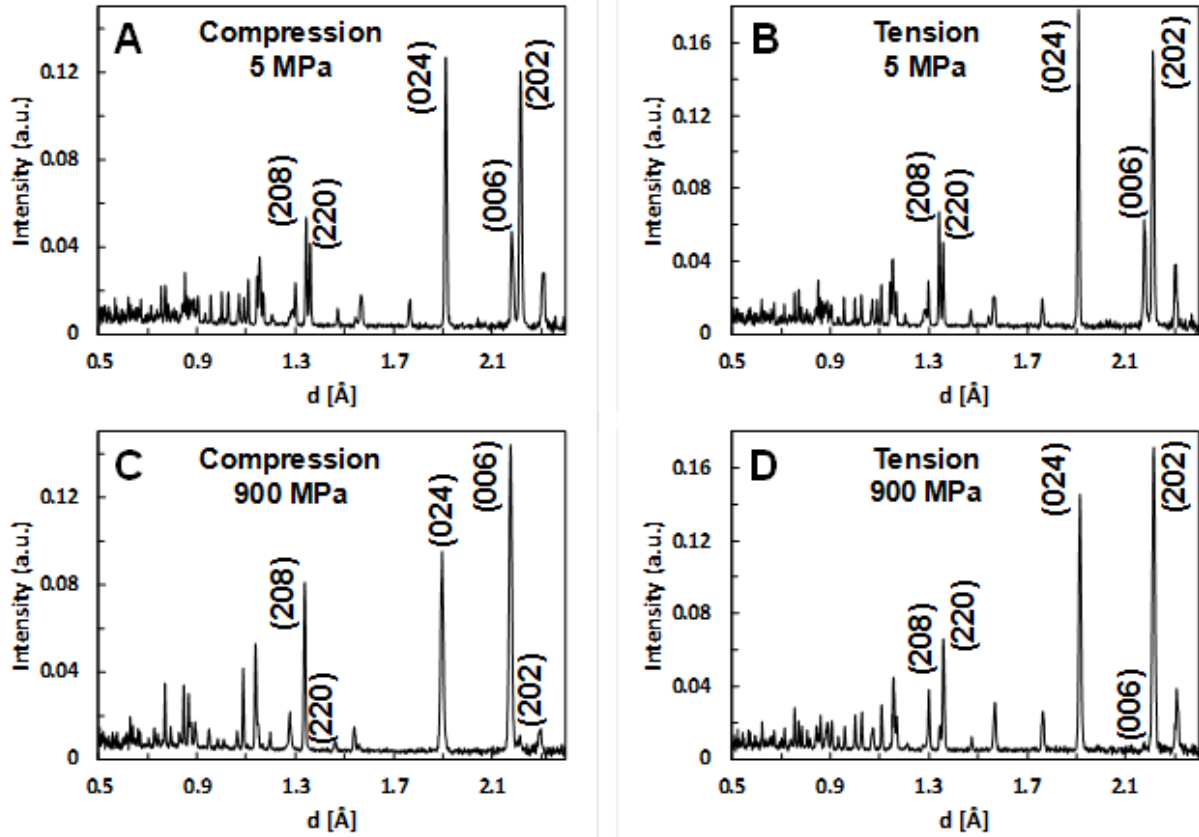 A
Compression
5 MPa
(024)
(202)
(006)
(208)
(220)
Intensity (a.u.)
0.12
0.08
0.04
0
0.5 0.9 1.3 1.7 2.1
d [Å]
B
Tension
5 MPa
(024)
(202)
(006)
(208)
(220)
Intensity (a.u.)
0.16
0.12
0.08
0.04
0
0.5 0.9 1.3 1.7 2.1
d [Å]
C
Compression
900 MPa
(006)
(024)
(208)
(220)
(202)
Intensity (a.u.)
0.12
0.08
0.04
0
0.5 0.9 1.3 1.7 2.1
d [Å]
D
Tension
900 MPa
(024)
(202)
(208)
(220)
(006)
Intensity (a.u.)
0.16
0.12
0.08
0.04
0
0.5 0.9 1.3 1.7 2.1
d [Å]